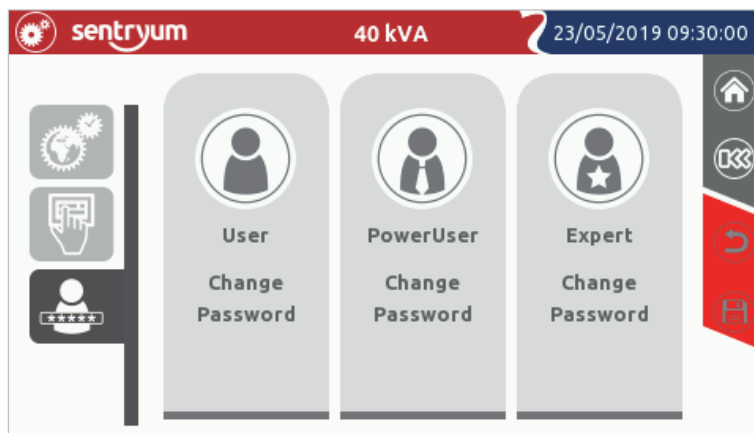 sentryum
40 kVA
23/05/2019 09:30:00
User
Change
Password
PowerUser
Change
Password
Expert
Change
Password
*****